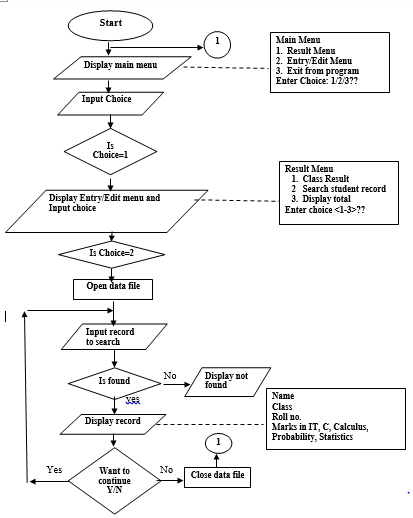 Start
1
Display main menu
Main Menu
1. Result Menu
2. Entry/Edit Menu
3. Exit from program
Enter Choice: 1/2/3??
Input Choice
Is
Choice=1
Display Entry/Edit menu and
Input choice
Result Menu
1. Class Result
2 Search student record
3. Display total
Enter choice <1-3>??
Is Choice=2
Open data file
Input record
to search
Is found
No
Display not
found
yes
Display record
Name
Class
Roll no.
Marks in IT, C, Calculus,
Probability, Statistics
1
Yes
Want to
continue
Y/N
No
Close data file